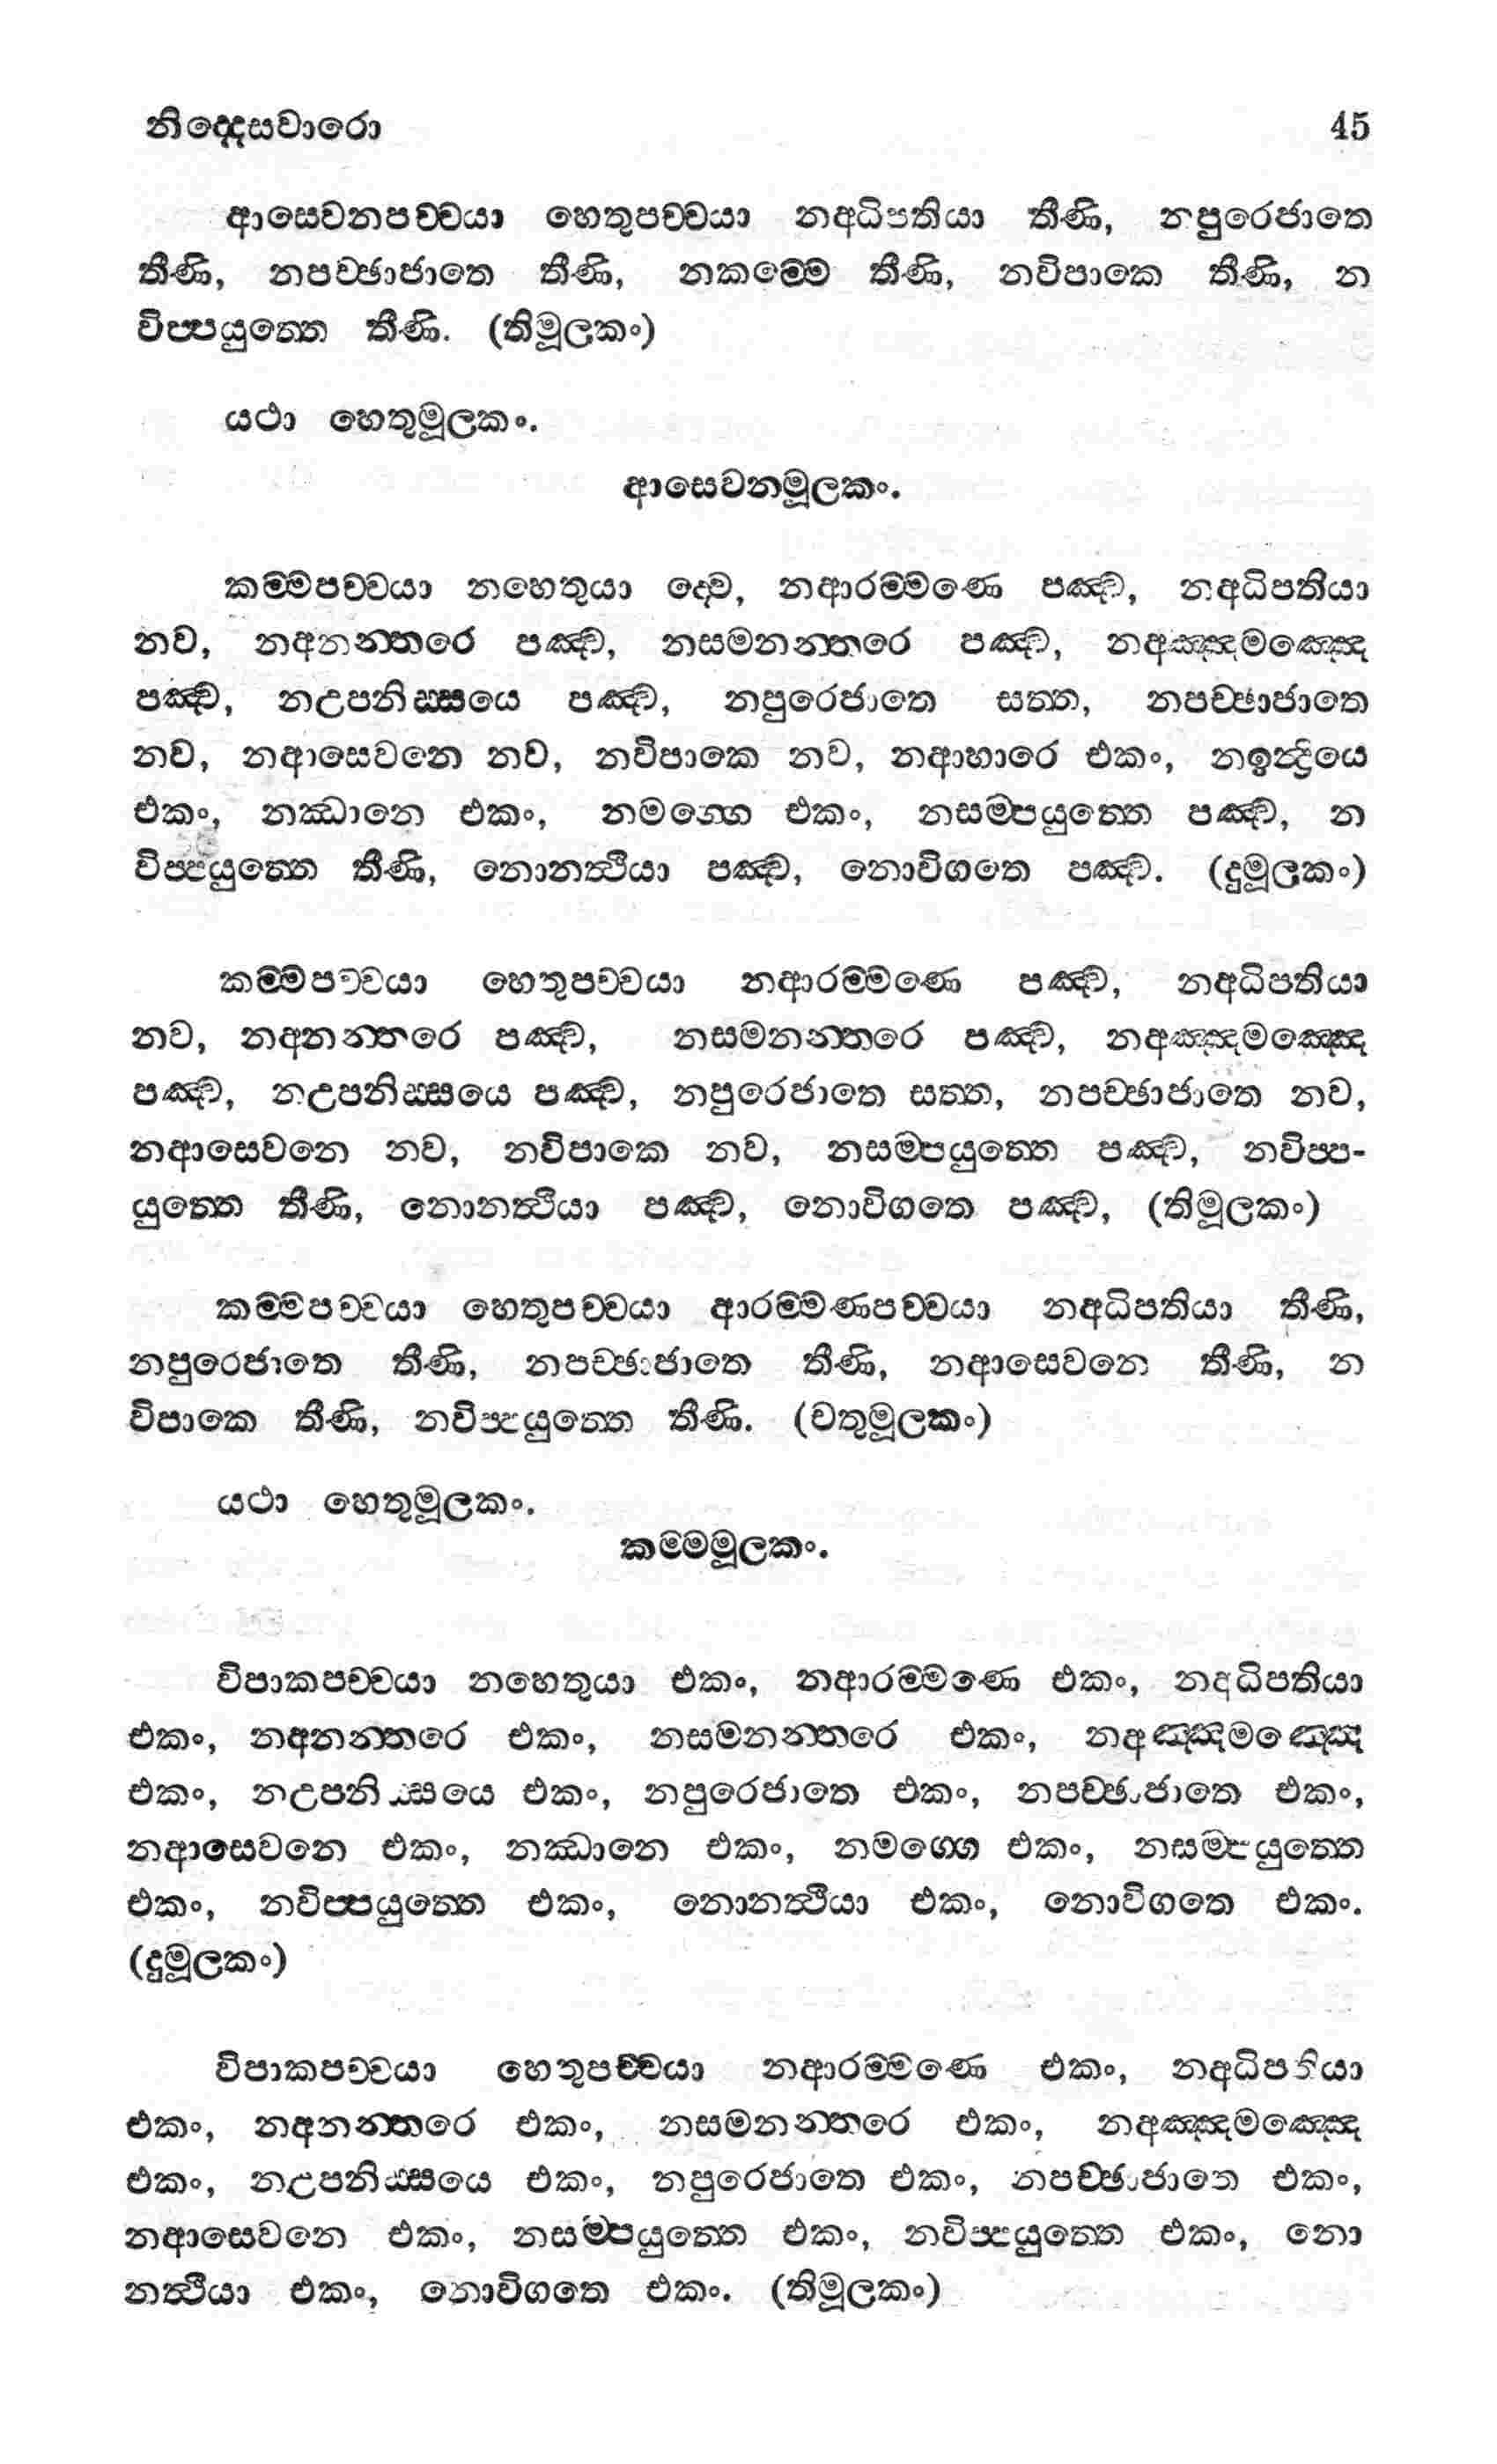 නිද්දෙසවාරො 45
ආසෙවනපච්චයා හෙතුපච්චයා නඅධිපතියා තීණි, නපුරෙජාතෙ
තීණි, නපච්ඡාජාතෙ තීණි, නකම්මෙ තීණි, නවිපාකෙ තීණි, න
විප්පයුත්තෙ තීණි. (තිමූලකං)
යථා හෙතුමූලකං.
ආසෙවනමූලකං.
කම්මපච්චයා නහෙතුයා ද්වෙ, නආරම්මණෙ පඤ්ච, නඅධිපතියා
නව, නඅනන්තරෙ පඤ්ච, නසමනන්තරෙ පඤ්ච, නඅඤ්ඤමඤ්ඤෙ
පඤ්ච, නඋපනිස්සයෙ පඤ්ච, නපුරෙජාතෙ සත්ත, නපච්ඡාජාතෙ
නව, නආසෙවනෙ නව, නවිපාකෙ නව, නආහාරෙ එකං, නඉන්ද්‍රියෙ
එකං, නඣානෙ එකං, නමග්ගෙ එකං, නසම්පයුත්තෙ පඤ්ච, න
විප්පයුත්තෙ තීණි, නොනත්ථියා පඤ්ච, නොවිගතෙ පඤ්ච. (දුමූලකං)
කම්මපච්චයා හෙතුපච්චයා නආරම්මණෙ පඤ්ච, නඅධිපතියා
නව, නඅනන්තරෙ පඤ්ච, නසමනන්තරෙ පඤ්ච, නඅඤ්ඤමඤ්ඤෙ
පඤ්ච, නඋපනිස්සයෙ පඤ්ච, නපුරෙජාතෙ සත්ත, නපච්ඡාජාතෙ නව,
නආසෙවනෙ නව, නවිපාකෙ නව, නසම්පයුත්තෙ පඤ්ච, නවිප්ප-
යුත්තෙ තීණි, නොනත්ථියා පඤ්ච, නොවිගතෙ පඤ්ච, (තිමූලකං)
කම්මපච්චයා හෙතුපච්චයා ආරම්මණපච්චයා නඅධිපතියා තීණි,
නපුරෙජාතෙ තීණි, නපච්ඡාජාතෙ තීණි, නආසෙවනෙ තීණි, න
විපාකෙ තීණි, නවිප්පයුත්තෙ තීණි. (චතුමූලකං)
යථා හෙතුමූලකං.
කම්මමූලකං.
විපාකපච්චයා නහෙතුයා එකං, නආරම්මණෙ එකං, නඅධිපතියා
එකං, නඅනන්තරෙ එකං, නසමනන්තරෙ එකං, නඅඤ්ඤමඤ්ඤෙ
එකං, නඋපනිස්සයෙ එකං, නපුරෙජාතෙ එකං, නපච්ඡාජාතෙ එකං,
නආසෙවනෙ එකං, නඣානෙ එකං, නමග්ගෙ එකං, නසම්පයුත්තෙ
එකං, නවිප්පයුත්තෙ එකං, නොනත්ථියා එකං, නොවිගතෙ එකං.
(දුමූලකං)
විපාකපච්චයා හෙතුපච්චයා නආරම්මණෙ එකං, නඅධිපතියා
එකං, නඅනන්තරෙ එකං, නසමනන්තරෙ එකං, නඅඤ්ඤමඤ්ඤෙ
එකං, නඋපනිස්සයෙ එකං, නපුරෙජාතෙ එකං, නපච්ඡාජාතෙ එකං,
නආසෙවනෙ එකං, නසම්පයුත්තෙ එකං, නවිප්පයුත්තෙ එකං, නො
නත්ථියා එකං, නොවිගතෙ එකං. (තිමූලකං)